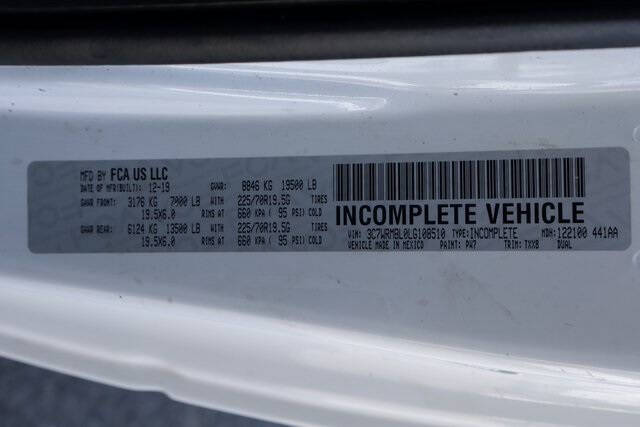 MFD BY FCA US LLC
DATE OF MFR(BUILT): 12-19 GVWR: 8846 KG 19500 LB
GAWR FRONT: 3176 KG 7000 LB WITH 225/70R19.5G TIRES
19.5X6.0 RIMS AT 660 KPA ( 95 PSI) COLD
GAWR REAR: 6124 KG 13500 LB WITH 225/70R19.5G TIRES
19.5X6.0 RIMS AT 660 KPA ( 95 PSI) COLD
INCOMPLETE VEHICLE
VIN: 3C7WRMBL0LG108510 TYPE: INCOMPLETE MDH: 122100 441AA
VEHICLE MADE IN MEXICO PAINT: PW7 TRIM: TXX8 DUAL